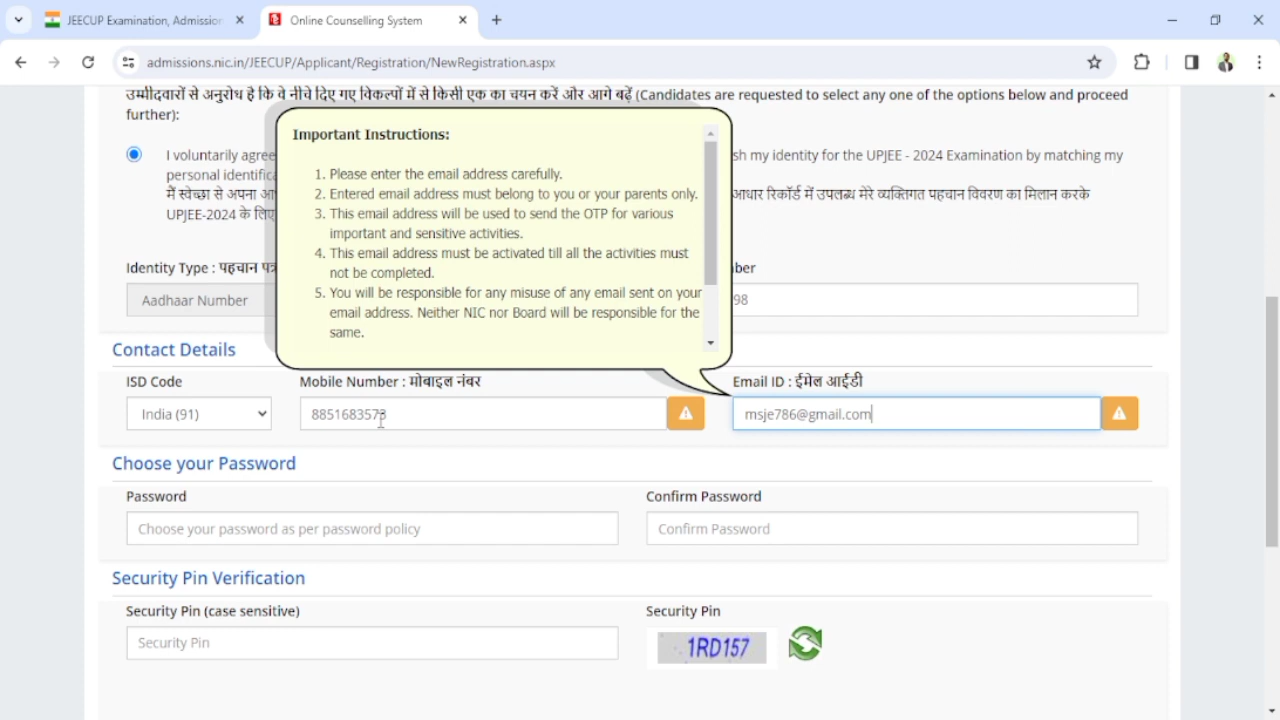 JEECUP Examination, Admission
Online Counselling System
admissions.nic.in/JEECUP/Applicant/Registration/NewRegistration.aspx
उम्मीदवारों से अनुरोध है कि वे नीचे दिए गए विकल्पों में से किसी एक का चयन करें और आगे बढ़ें (Candidates are requested to select any one of the options below and proceed
further):
I voluntarily agree sh my identity for the UPJEE - 2024 Examination by matching my
personal identifica
मैं स्वेच्छा से अपना आ आधार रिकॉर्ड में उपलब्ध मेरे व्यक्तिगत पहचान विवरण का मिलान करके
UPJEE-2024 के लिए
Important Instructions:
1. Please enter the email address carefully.
2. Entered email address must belong to you or your parents only.
3. This email address will be used to send the OTP for various
important and sensitive activities.
4. This email address must be activated till all the activities must
not be completed.
5. You will be responsible for any misuse of any email sent on your
email address. Neither NIC nor Board will be responsible for the
same.
Identity Type : पहचान पत्र
Aadhaar Number 98
Contact Details
ISD Code Mobile Number : मोबाइल नंबर Email ID : ईमेल आईडी
India (91) 8851683573 msje786@gmail.com
Choose your Password
Password Confirm Password
Choose your password as per password policy Confirm Password
Security Pin Verification
Security Pin (case sensitive) Security Pin
Security Pin 1RD157